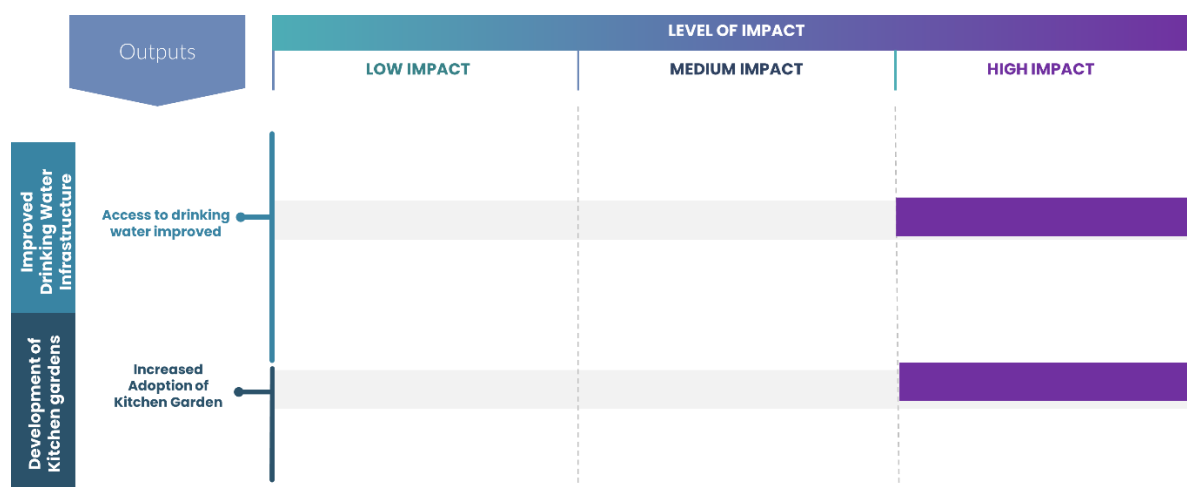 Outputs
LEVEL OF IMPACT
LOW IMPACT
MEDIUM IMPACT
HIGH IMPACT
Improved
Drinking Water
Infrastructure
Access to drinking
water improved
Development of
Kitchen gardens
Increased
Adoption of
Kitchen Garden